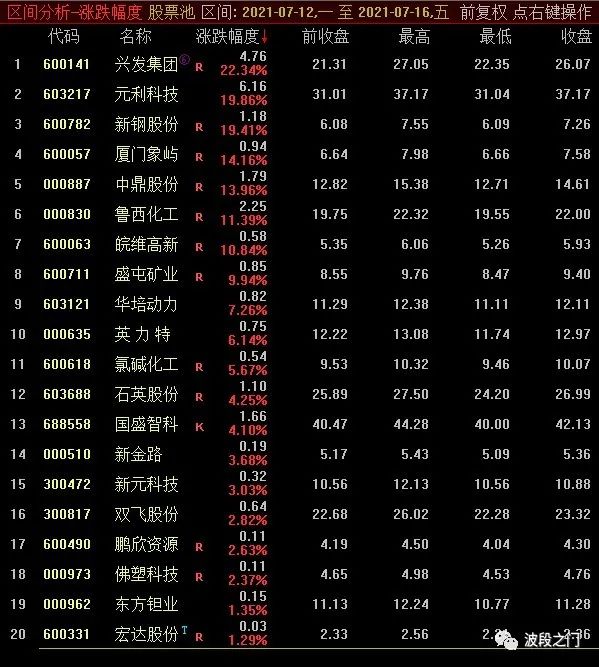 区间分析-涨跌幅度 股票池 区间: 2021-07-12,一 至 2021-07-16,五 前复权 点右键操作
代码 名称 涨跌幅度↓ 前收盘 最高 最低 收盘
1 600141 兴发集团 R 4.76 22.34% 21.31 27.05 22.35 26.07
2 603217 元利科技 6.16 19.86% 31.01 37.17 31.04 37.17
3 600782 新钢股份 R 1.18 19.41% 6.08 7.55 6.09 7.26
4 600057 厦门象屿 R 0.94 14.16% 6.64 7.98 6.66 7.58
5 000887 中鼎股份 1.79 13.96% 12.82 15.38 12.71 14.61
6 000830 鲁西化工 R 2.25 11.39% 19.75 22.32 19.55 22.00
7 600063 皖维高新 R 0.58 10.84% 5.35 6.06 5.26 5.93
8 600711 盛屯矿业 R 0.85 9.94% 8.55 9.76 8.47 9.40
9 603121 华培动力 0.82 7.26% 11.29 12.38 11.11 12.11
10 000635 英力特 0.75 6.14% 12.22 13.08 11.74 12.97
11 600618 氯碱化工 R 0.54 5.67% 9.53 10.32 9.46 10.07
12 603688 石英股份 R 1.10 4.25% 25.89 27.50 24.20 26.99
13 688558 国盛智科 K 1.66 4.10% 40.47 44.28 40.00 42.13
14 000510 新金路 0.19 3.68% 5.17 5.43 5.09 5.36
15 300472 新元科技 0.32 3.03% 10.56 12.13 10.56 10.88
16 300817 双飞股份 0.64 2.82% 22.68 26.02 22.28 23.32
17 600490 鹏欣资源 R 0.11 2.63% 4.19 4.50 4.04 4.30
18 000973 佛塑科技 R 0.11 2.37% 4.65 4.98 4.53 4.76
19 000962 东方钽业 0.15 1.35% 11.13 12.24 10.77 11.28
20 600331 宏达股份 T R 0.03 1.29% 2.33 2.56 2.36
波段之门